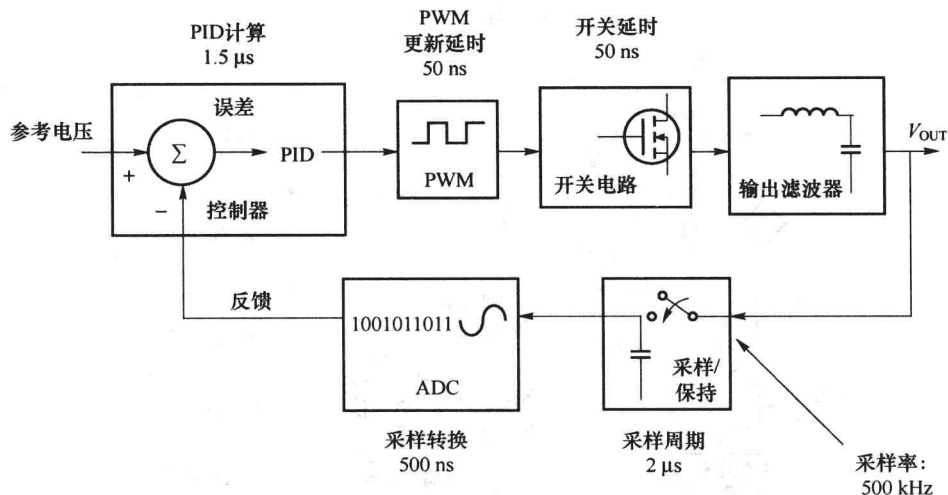 PID计算
1.5 μs
PWM
更新延时
50 ns
开关延时
50 ns
误差
参考电压
Σ
PID
+
−
控制器
PWM
开关电路
输出滤波器
VOUT
反馈
1001011011
ADC
采样/
保持
采样转换
500 ns
采样周期
2 μs
采样率:
500 kHz